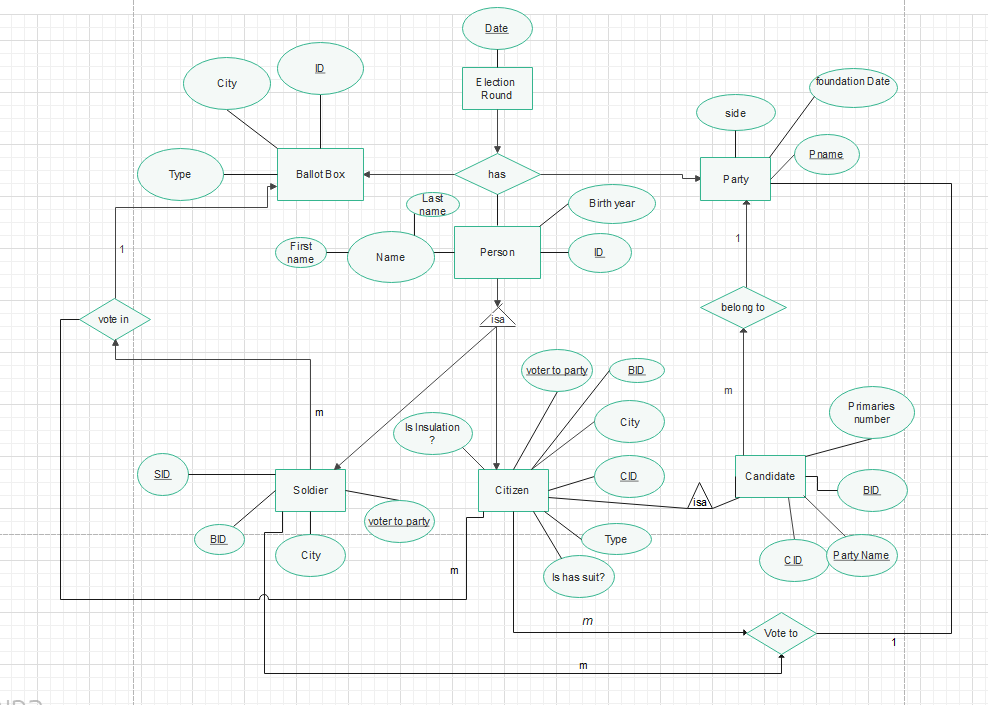 Date
Election
Round
City
ID
foundation Date
side
Pname
Type
Ballot Box
has
Party
Last
name
Birth year
First
name
Name
Person
ID
1
1
vote in
isa
belong to
voter to party
BID
m
m
Primaries
number
Is Insulation
?
City
SID
Soldier
Citizen
CID
isa
Candidate
BID
voter to party
BID
City
Type
CID
Party Name
m
Is has suit?
m
Vote to
1
m